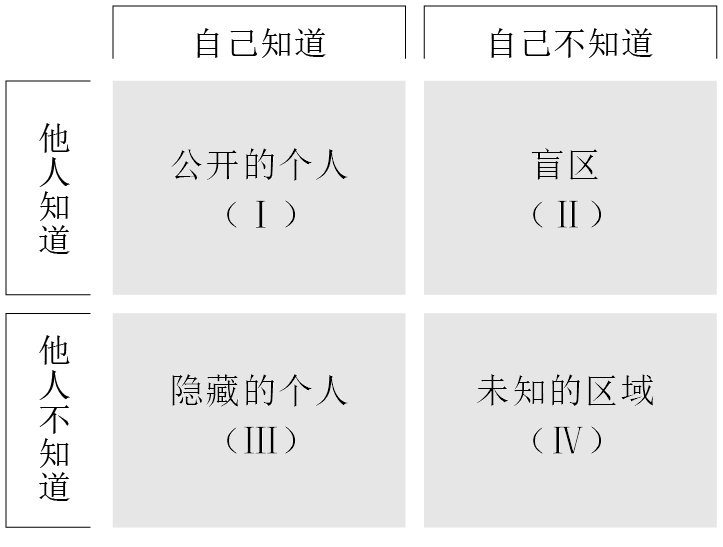 自己知道
自己不知道
他人知道
公开的个人
（Ⅰ）
盲区
（Ⅱ）
他人不知道
隐藏的个人
（Ⅲ）
未知的区域
（Ⅳ）